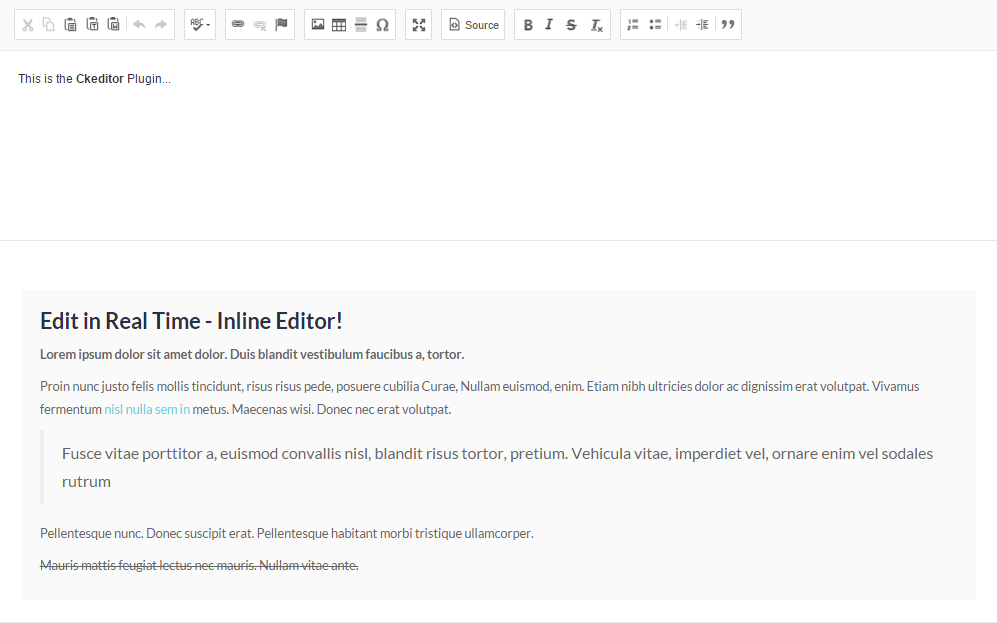 ABC
Source
B I S Tx
This is the Ckeditor Plugin...
Edit in Real Time - Inline Editor!
Lorem ipsum dolor sit amet dolor. Duis blandit vestibulum faucibus a, tortor.
Proin nunc justo felis mollis tincidunt, risus risus pede, posuere cubilia Curae, Nullam euismod, enim. Etiam nibh ultricies dolor ac dignissim erat volutpat. Vivamus
fermentum nisl nulla sem in metus. Maecenas wisi. Donec nec erat volutpat.
Fusce vitae porttitor a, euismod convallis nisl, blandit risus tortor, pretium. Vehicula vitae, imperdiet vel, ornare enim vel sodales
rutrum
Pellentesque nunc. Donec suscipit erat. Pellentesque habitant morbi tristique ullamcorper.
Mauris mattis feugiat lectus nec mauris. Nullam vitae ante.